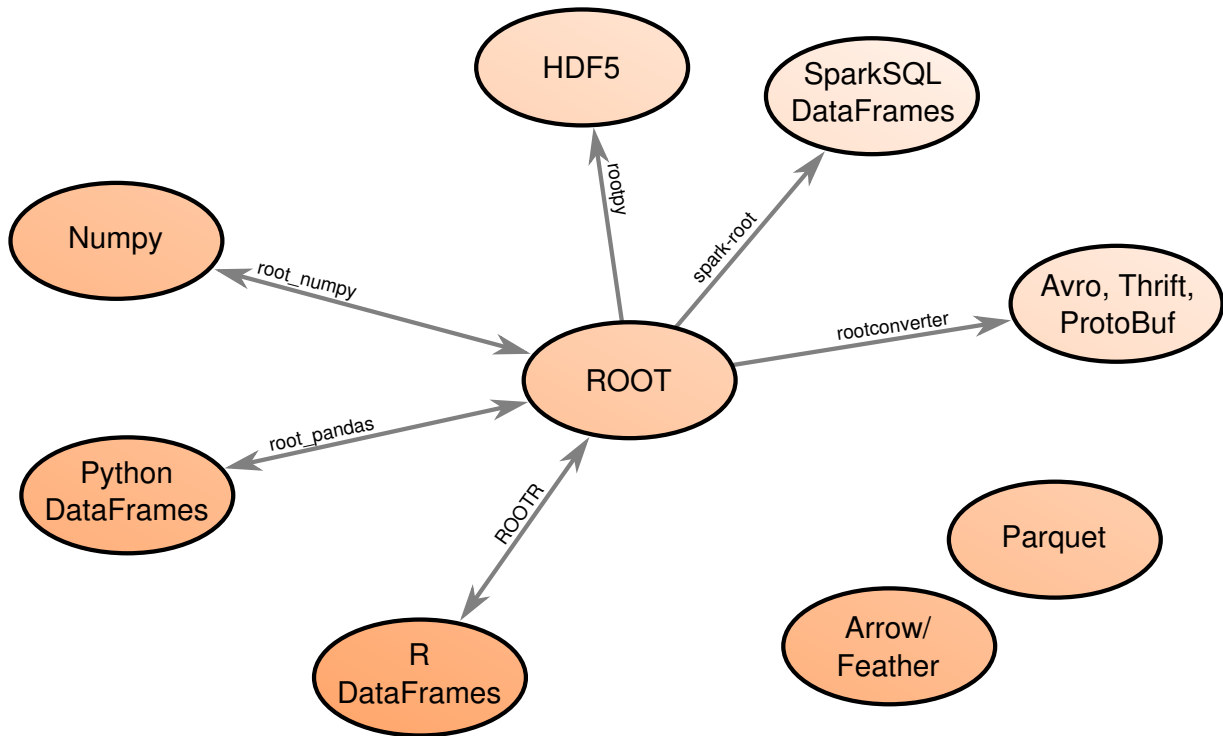 HDF5
SparkSQL
DataFrames
rootpy
spark-root
Numpy
root_numpy
Avro, Thrift,
ProtoBuf
rootconverter
ROOT
root_pandas
Python
DataFrames
ROOTR
Parquet
Arrow/
Feather
R
DataFrames